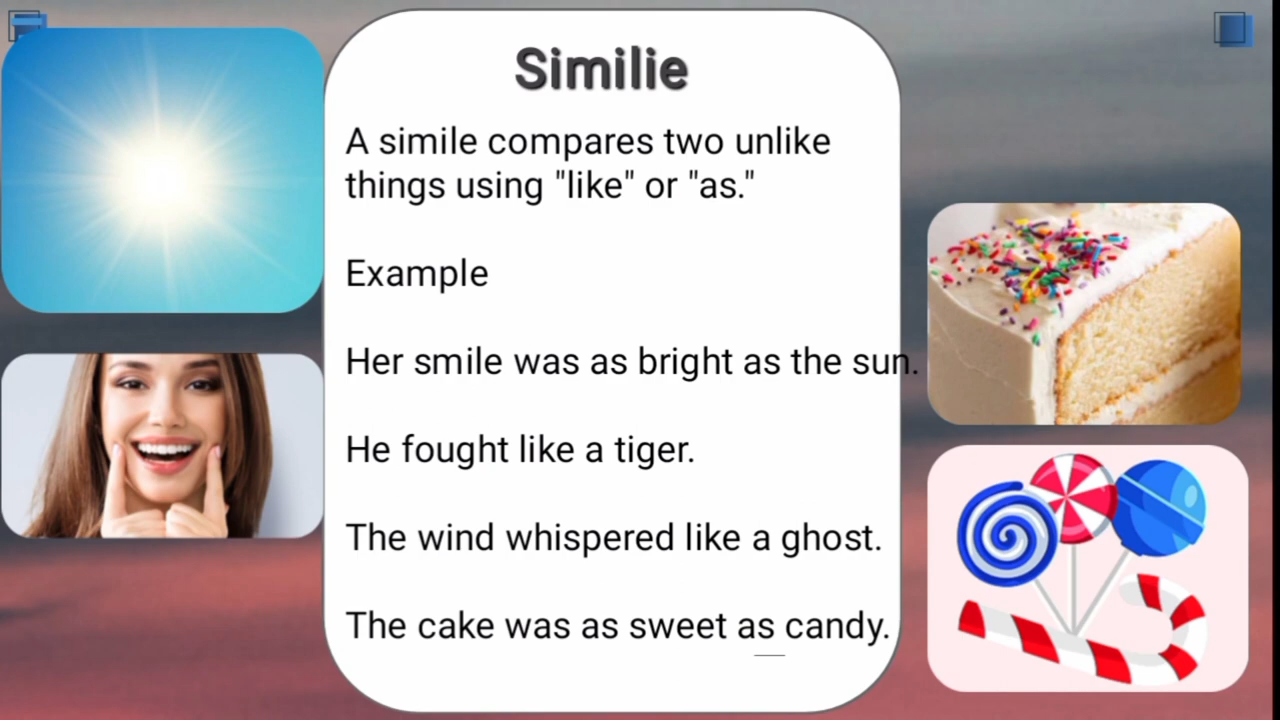 Similie
A simile compares two unlike
things using "like" or "as."
Example
Her smile was as bright as the sun.
He fought like a tiger.
The wind whispered like a ghost.
The cake was as sweet as candy.